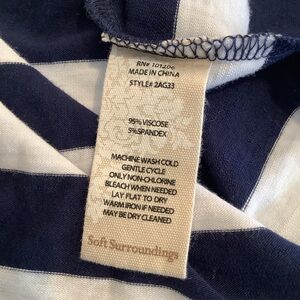 RN# 101206
MADE IN CHINA
STYLE# 2AG33
95% VISCOSE
5% SPANDEX
MACHINE WASH COLD
GENTLE CYCLE
ONLY NON-CHLORINE
BLEACH WHEN NEEDED
LAY FLAT TO DRY
WARM IRON IF NEEDED
MAY BE DRY CLEANED
Soft Surroundings